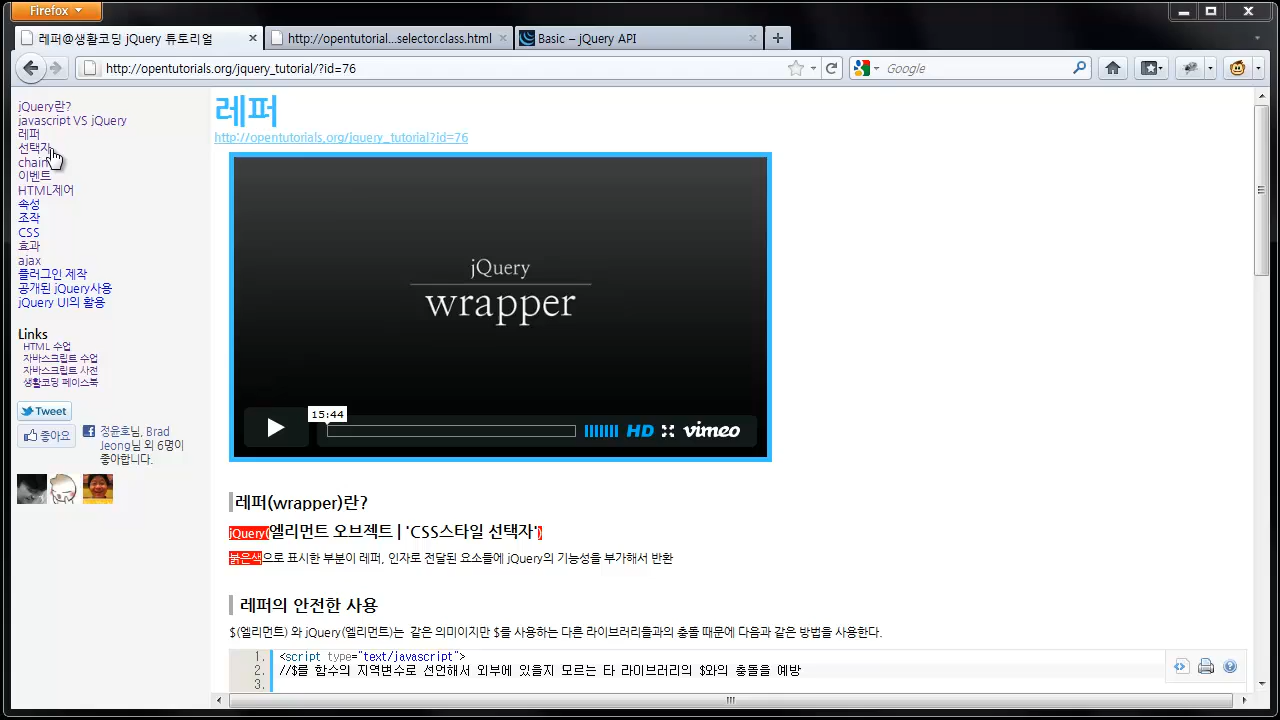 Firefox
레퍼@생활코딩 jQuery 튜토리얼
http://opentutorial...selector.class.html
Basic – jQuery API
http://opentutorials.org/jquery_tutorial/?id=76
Google
jQuery란?
javascript VS jQuery
레퍼
선택자
chain
이벤트
HTML제어
속성
조작
CSS
효과
ajax
플러그인 제작
공개된 jQuery사용
jQuery UI의 활용
Links
HTML 수업
자바스크립트 수업
자바스크립트 사전
생활코딩 페이스북
Tweet
좋아요
정윤호님, Brad
Jeong님 외 6명이
좋아합니다.
레퍼
http://opentutorials.org/jquery_tutorial?id=76
jQuery
wrapper
15:44
HD
vimeo
레퍼(wrapper)란?
jQuery(엘리먼트 오브젝트 | 'CSS스타일 선택자')
붉은색으로 표시한 부분이 레퍼, 인자로 전달된 요소들에 jQuery의 기능성을 부가해서 반환
레퍼의 안전한 사용
$(엘리먼트) 와 jQuery(엘리먼트)는 같은 의미이지만 $를 사용하는 다른 라이브러리들과의 충돌 때문에 다음과 같은 방법을 사용한다.
1. <script type="text/javascript">
2. //$를 함수의 지역변수로 선언해서 외부에 있을지 모르는 타 라이브러리의 $와의 충돌을 예방
3.